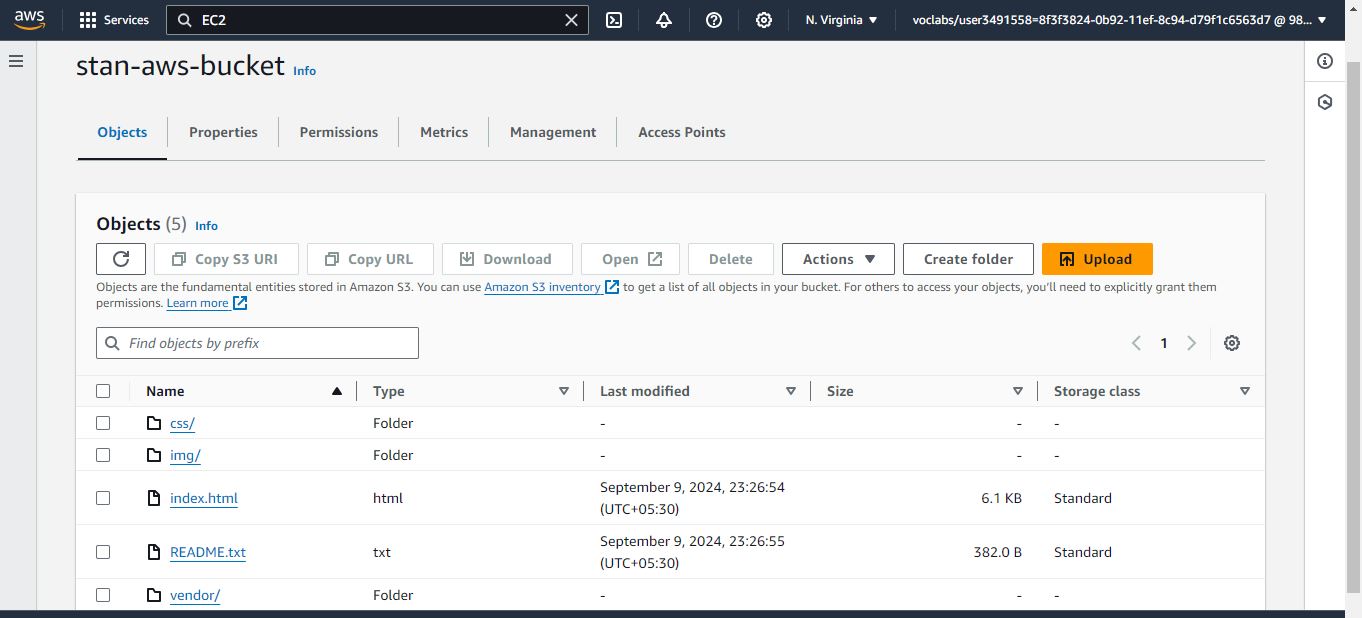 aws
Services
EC2
N. Virginia
voclabs/user3491558=8f3f3824-0b92-11ef-8c94-d79f1c6563d7 @ 98...
stan-aws-bucket Info
Objects
Properties
Permissions
Metrics
Management
Access Points
Objects (5) Info
Copy S3 URI
Copy URL
Download
Open
Delete
Actions
Create folder
Upload
Objects are the fundamental entities stored in Amazon S3. You can use Amazon S3 inventory to get a list of all objects in your bucket. For others to access your objects, you'll need to explicitly grant them
permissions. Learn more
Find objects by prefix
1
Name Type Last modified Size Storage class
css/ Folder - - -
img/ Folder - - -
index.html html September 9, 2024, 23:26:54 (UTC+05:30) 6.1 KB Standard
README.txt txt September 9, 2024, 23:26:55 (UTC+05:30) 382.0 B Standard
vendor/ Folder - - -